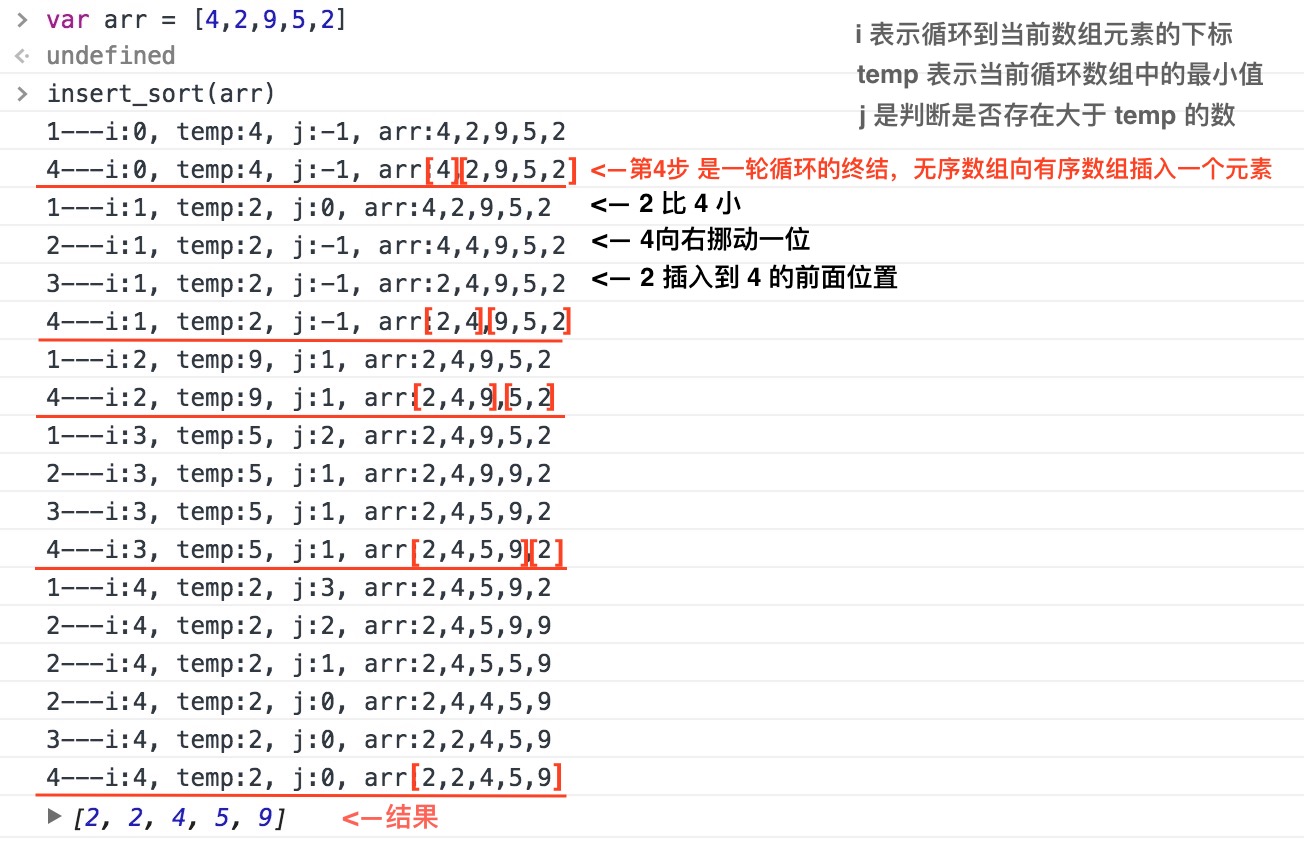 > var arr = [4,2,9,5,2]
i 表示循环到当前数组元素的下标
<· undefined
temp 表示当前循环数组中的最小值
> insert_sort(arr)
j 是判断是否存在大于 temp 的数
1---i:0, temp:4, j:-1, arr:4,2,9,5,2
4---i:0, temp:4, j:-1, arr[4][2,9,5,2] <—第4步 是一轮循环的终结，无序数组向有序数组插入一个元素
1---i:1, temp:2, j:0, arr:4,2,9,5,2 <— 2 比 4 小
2---i:1, temp:2, j:-1, arr:4,4,9,5,2 <— 4向右挪动一位
3---i:1, temp:2, j:-1, arr:2,4,9,5,2 <— 2 插入到 4 的前面位置
4---i:1, temp:2, j:-1, arr:[2,4],[9,5,2]
1---i:2, temp:9, j:1, arr:2,4,9,5,2
4---i:2, temp:9, j:1, arr:[2,4,9],[5,2]
1---i:3, temp:5, j:2, arr:2,4,9,5,2
2---i:3, temp:5, j:1, arr:2,4,9,9,2
3---i:3, temp:5, j:1, arr:2,4,5,9,2
4---i:3, temp:5, j:1, arr[2,4,5,9],[2]
1---i:4, temp:2, j:3, arr:2,4,5,9,2
2---i:4, temp:2, j:2, arr:2,4,5,9,9
2---i:4, temp:2, j:1, arr:2,4,5,5,9
2---i:4, temp:2, j:0, arr:2,4,4,5,9
3---i:4, temp:2, j:0, arr:2,2,4,5,9
4---i:4, temp:2, j:0, arr[2,2,4,5,9]
▶ [2, 2, 4, 5, 9] <—结果